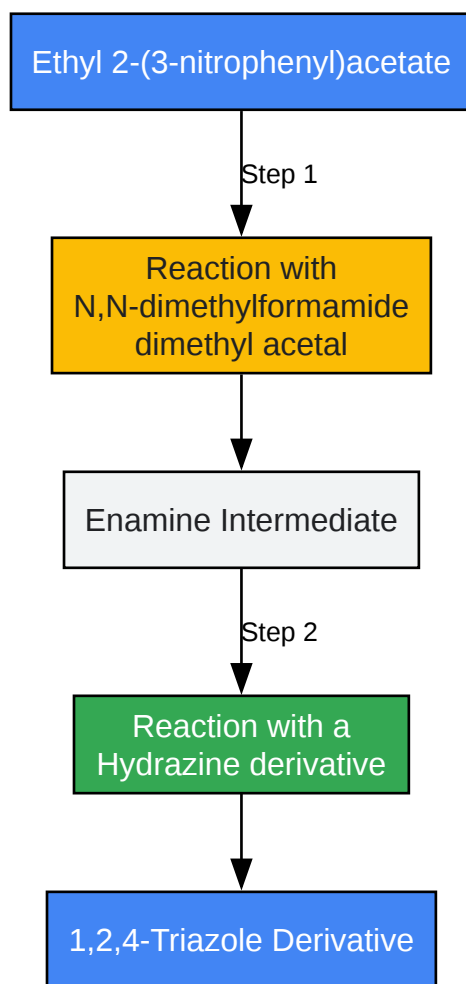 Ethyl 2-(3-nitrophenyl)acetate
Step 1
Reaction with
N,N-dimethylformamide
dimethyl acetal
Enamine Intermediate
Step 2
Reaction with a
Hydrazine derivative
1,2,4-Triazole Derivative